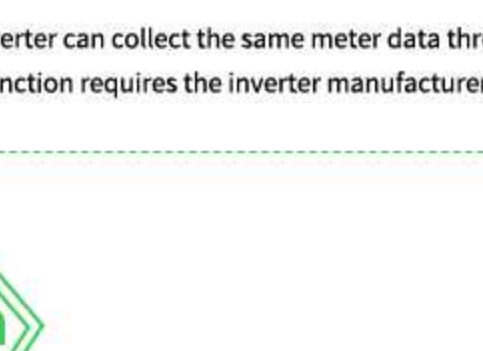 erter can collect the same meter data thr
nction requires the inverter manufacturer